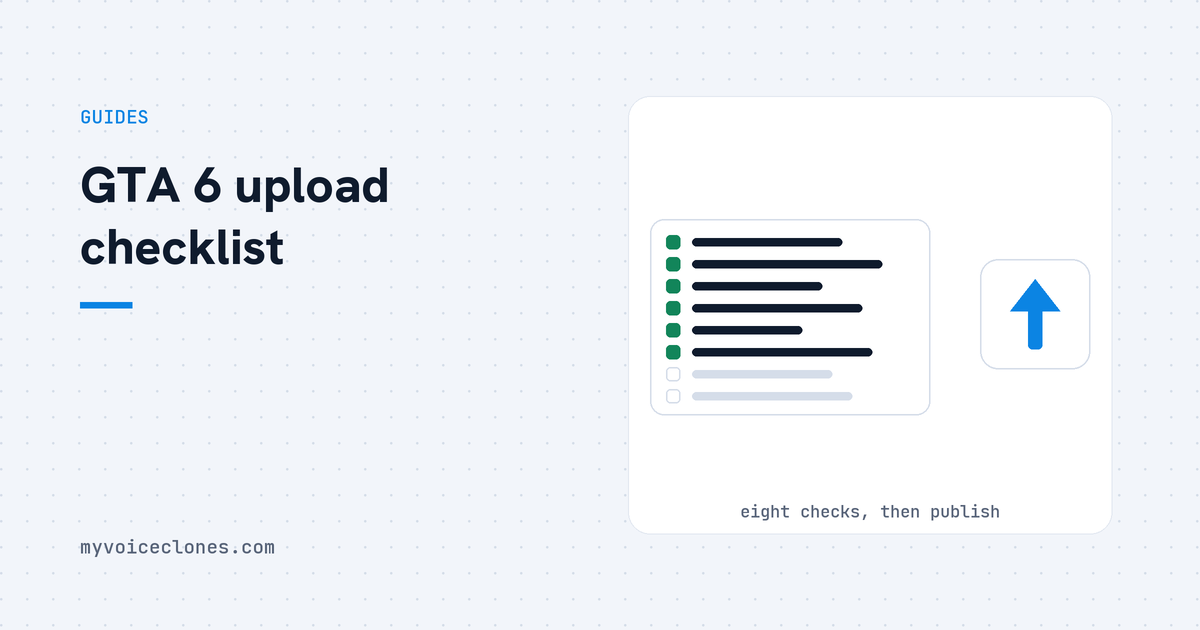 GUIDES
GTA 6 upload
checklist
eight checks, then publish
myvoiceclones.com